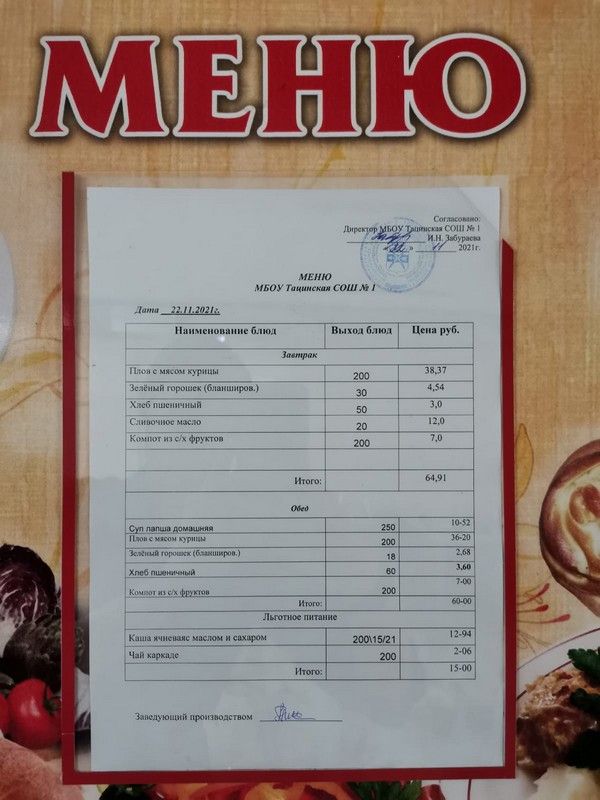 МЕНЮ
Согласовано:
Директор МБОУ Тацинская СОШ № 1
И.Н. Забураева
« 22 » 11 2021г.
МЕНЮ
МБОУ Тацинская СОШ № 1
Дата 22.11.2021г.
Наименование блюд Выход блюд Цена руб.
Завтрак
Плов с мясом курицы 200 38,37
Зелёный горошек (бланширов.) 30 4,54
Хлеб пшеничный 50 3,0
Сливочное масло 20 12,0
Компот из с/х фруктов 200 7,0
Итого: 64,91
Обед
Суп лапша домашняя 250 10-52
Плов с мясом курицы 200 36-20
Зелёный горошек (бланширов.) 18 2,68
Хлеб пшеничный 60 3,60
Компот из с/х фруктов 200 7-00
Итого: 60-00
Льготное питание
Каша ячневаяс маслом и сахаром 200\15/21 12-94
Чай каркаде 200 2-06
Итого: 15-00
Заведующий производством